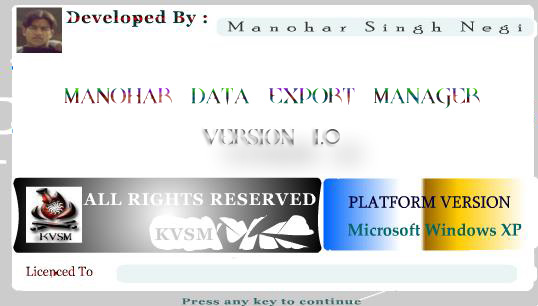 Developed By :
Manohar Singh Negi
MANOHAR DATA EXPORT MANAGER
VERSION 1.0
ALL RIGHTS RESERVED
KVSM
KVSM
PLATFORM VERSION
Microsoft Windows XP
Licenced To
Press any key to continue